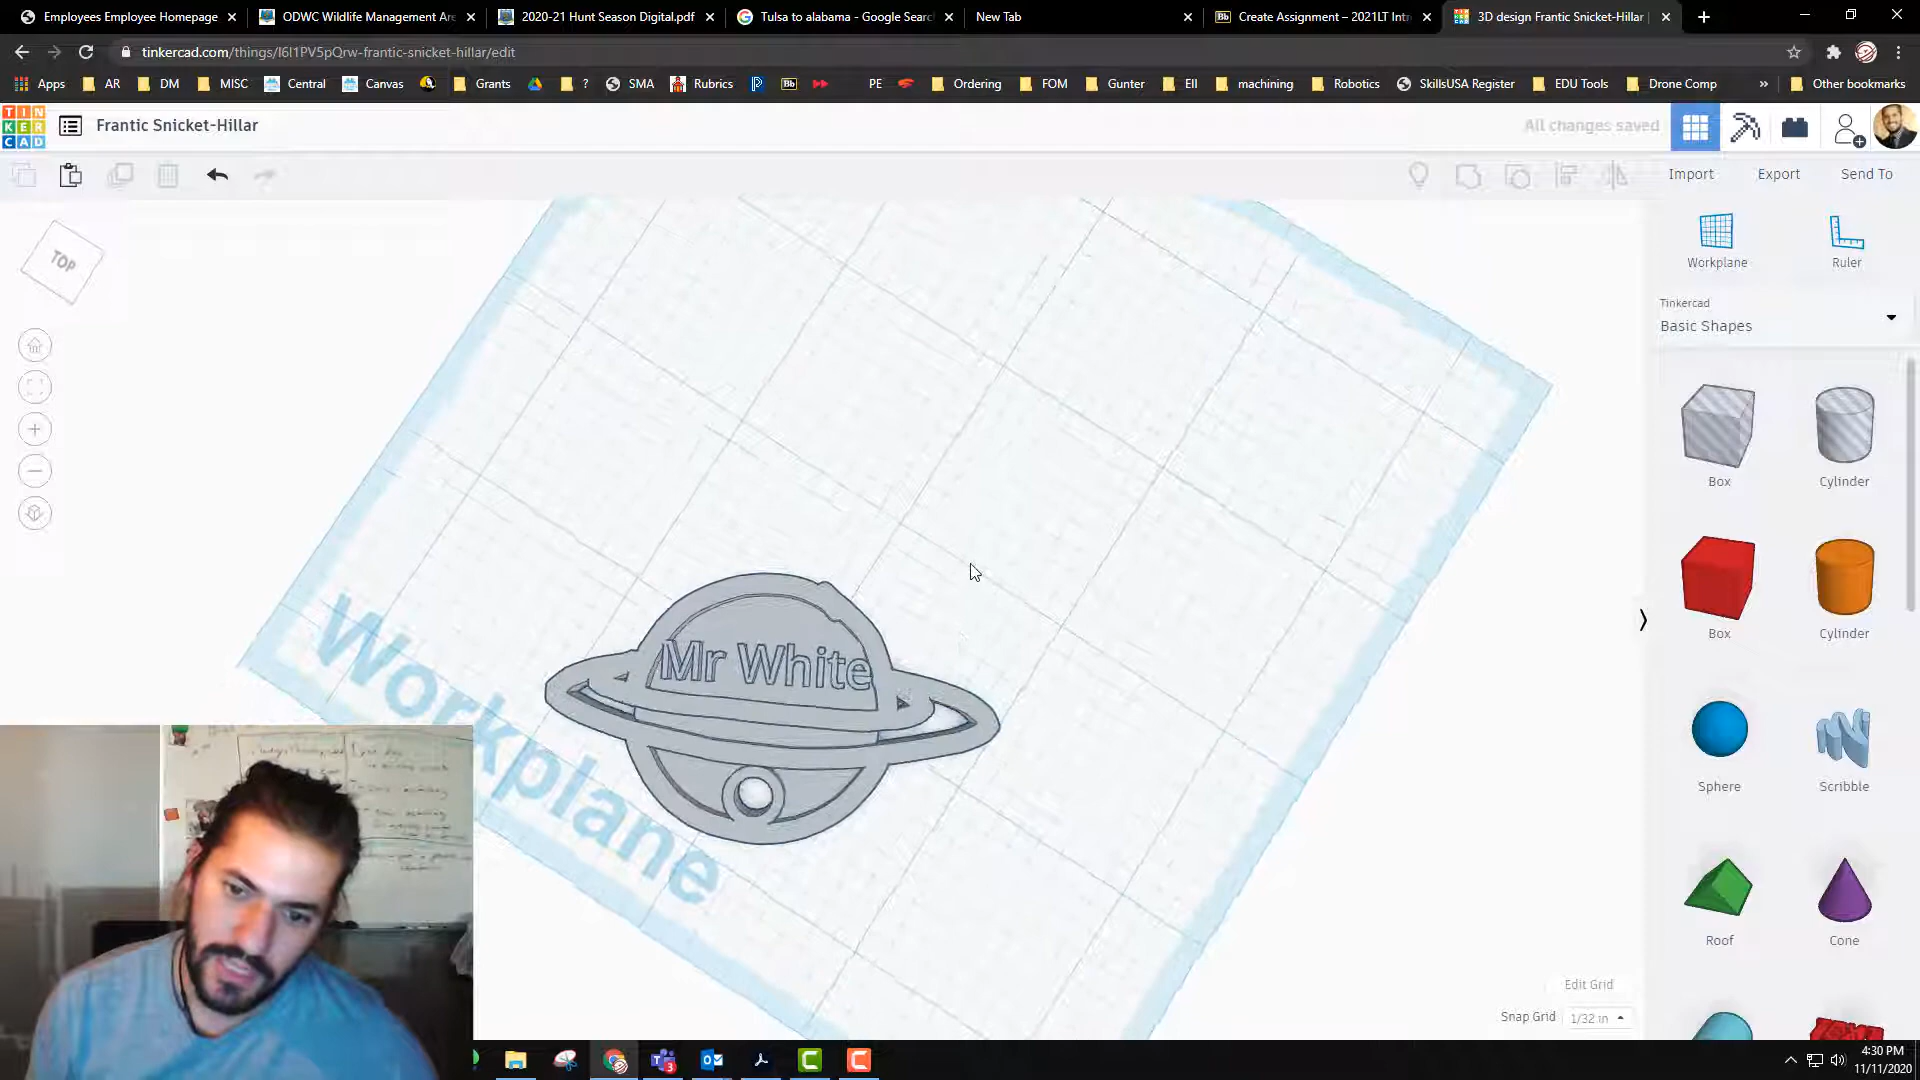 Employees Employee Homepage
ODWC Wildlife Management Are
2020-21 Hunt Season Digital.pdf
Tulsa to alabama - Google Searc
New Tab
Create Assignment – 2021LT Intr
3D design Frantic Snicket-Hillar
tinkercad.com/things/I6I1PV5pQrw-frantic-snicket-hillar/edit
Apps
AR
DM
MISC
Central
Canvas
Grants
?
SMA
Rubrics
Bb
PE
Ordering
FOM
Gunter
EII
machining
Robotics
SkillsUSA Register
EDU Tools
Drone Comp
Other bookmarks
TINKERCAD
Frantic Snicket-Hillar
All changes saved
Import
Export
Send To
TOP
Workplane
Ruler
Tinkercad
Basic Shapes
Box
Cylinder
Box
Cylinder
Mr White
Workplane
Sphere
Scribble
Roof
Cone
Edit Grid
Snap Grid
1/32 in
4:30 PM
11/11/2020